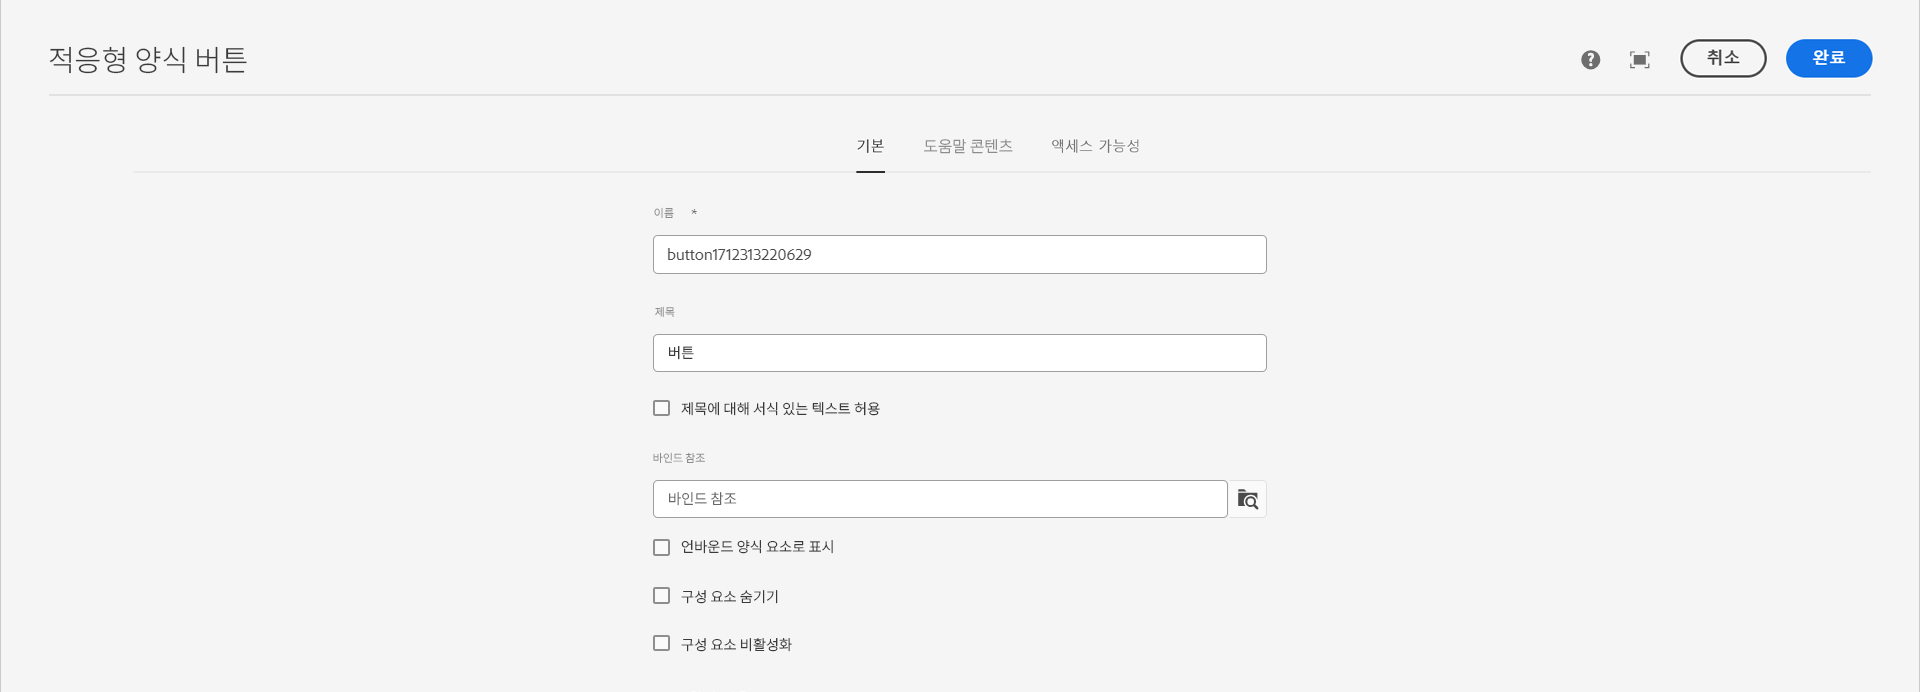 적응형 양식 버튼
취소
완료
기본
도움말 콘텐츠
액세스 가능성
이름 *
button1712313220629
제목
버튼
제목에 대해 서식 있는 텍스트 허용
바인드 참조
바인드 참조
언바운드 양식 요소로 표시
구성 요소 숨기기
구성 요소 비활성화